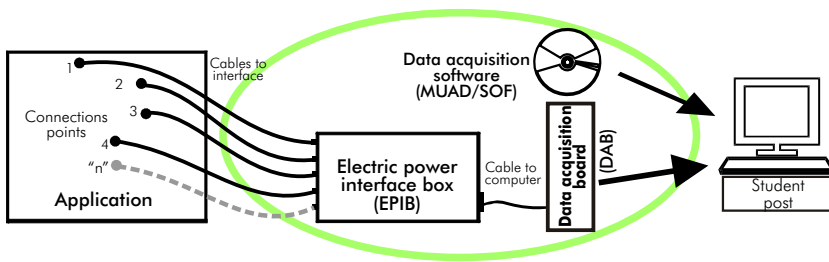 1
2
3
4
"n"
Connections
points
Application
Cables to
interface
Electric power
interface box
(EPIB)
Cable to
computer
Data acquisition
software
(MUAD/SOF)
Data acquisition
board
(DAB)
Student
post